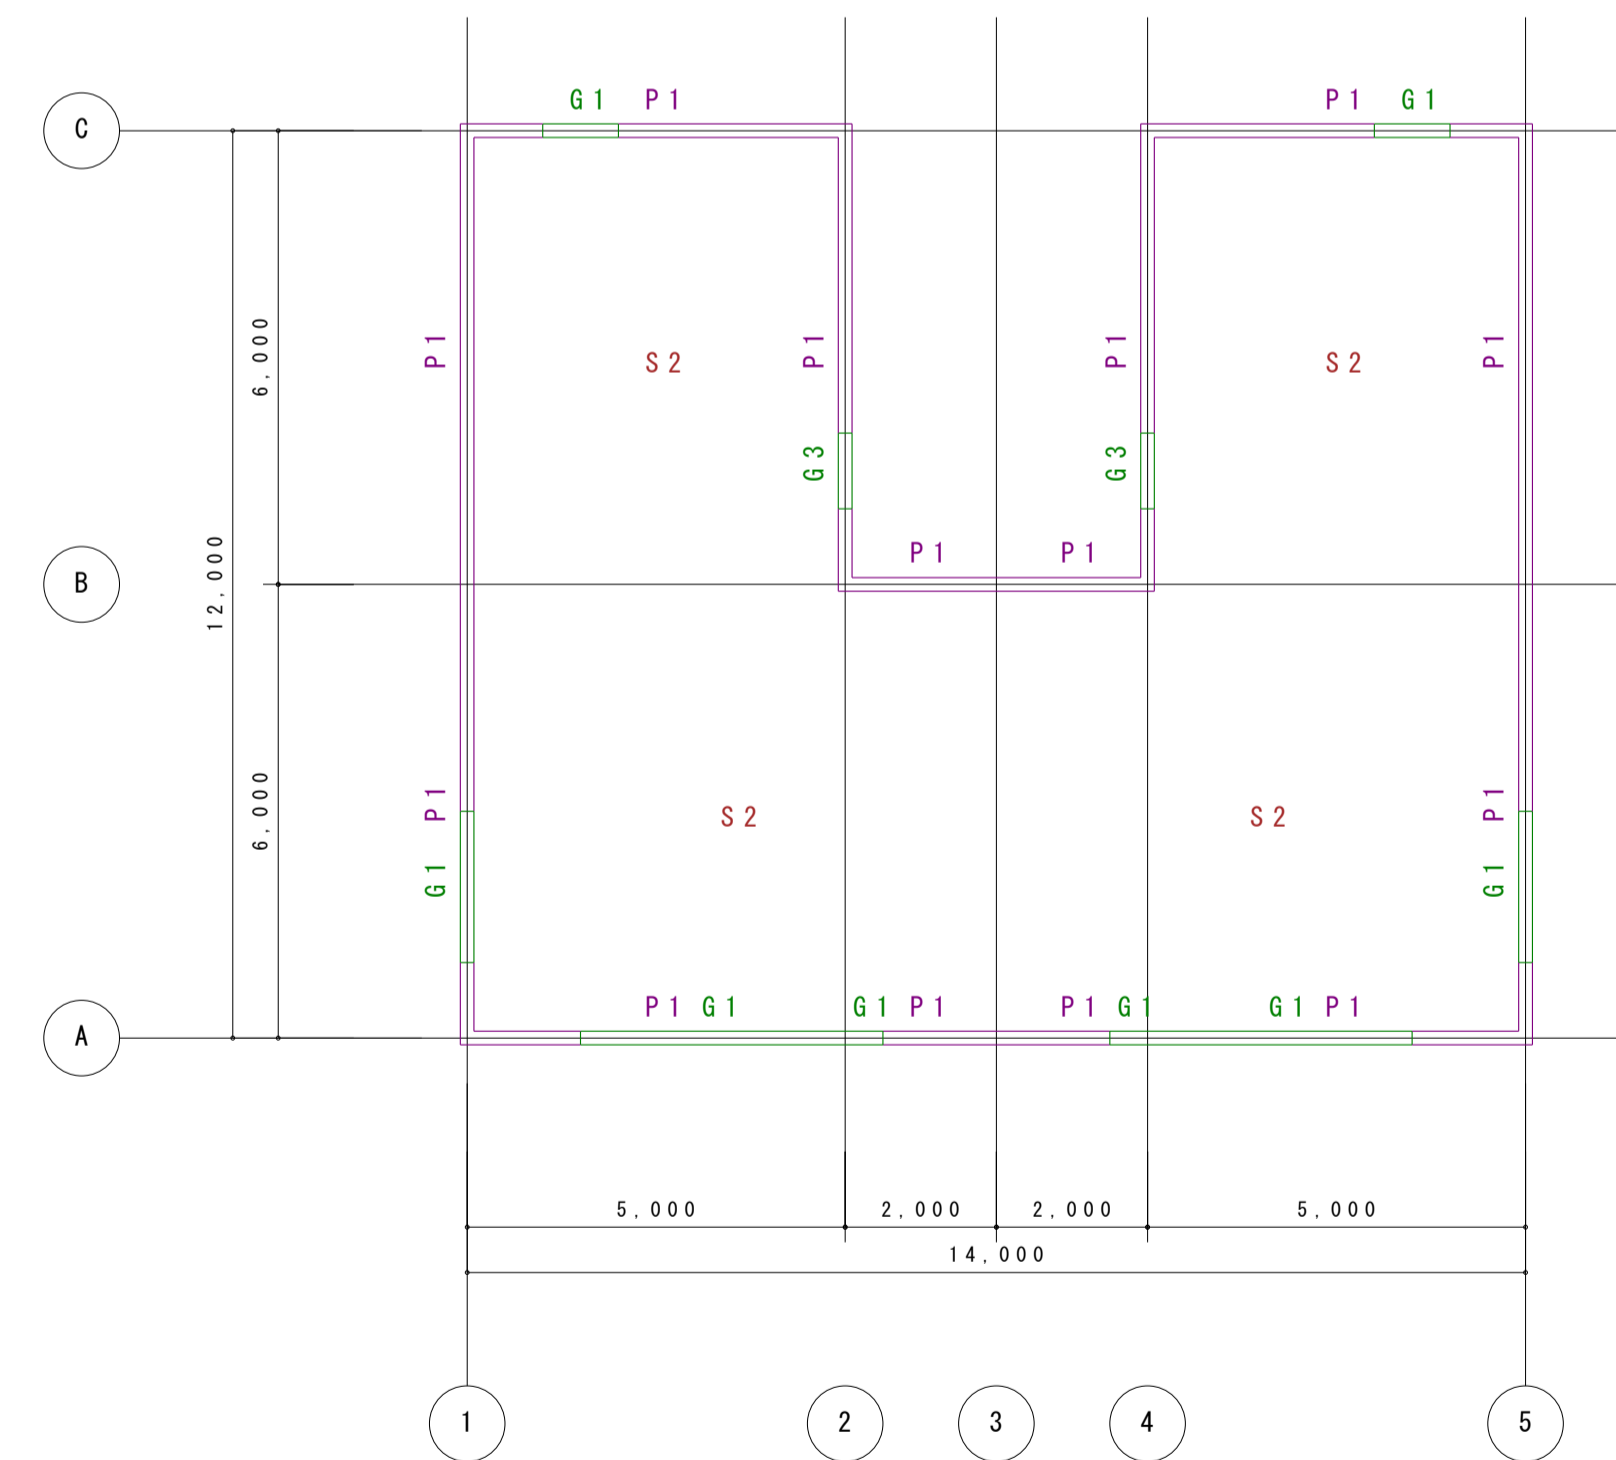 G1 P1 P1 G1
C
6,000
P1 S2 P1 P1 S2 P1
G3 G3
P1 P1
B
12,000
6,000
P1 S2 S2 P1
G1 G1
P1 G1 G1 P1 P1 G1 G1 P1
A
5,000 2,000 2,000 5,000
14,000
1 2 3 4 5